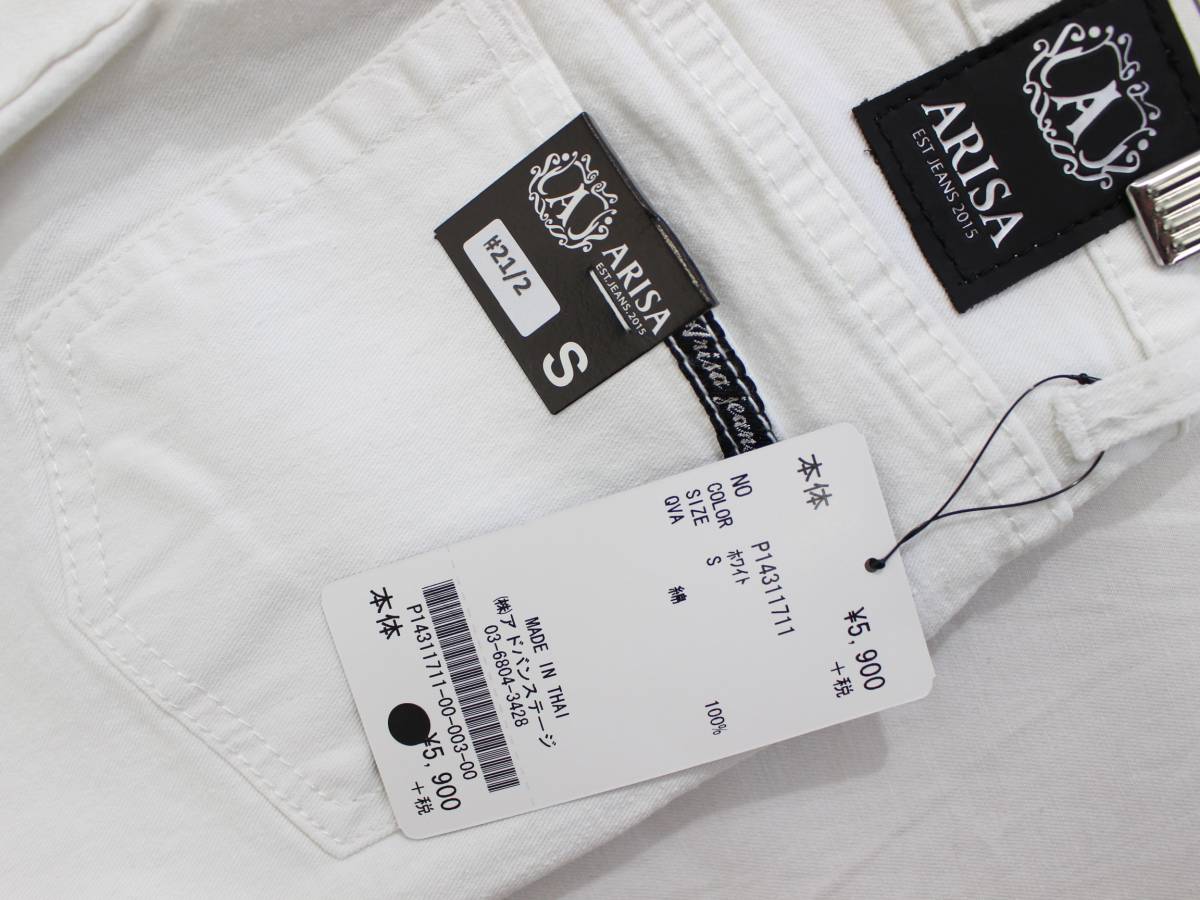 A
ARISA
EST JEANS.2015
A
ARISA
EST.JEANS.2015
#21/2
S
Arisa jeans
本体 ¥5,900 +税
NO P14311711
COLOR ホワイト
SIZE S
QVA 綿 100%
MADE IN THAI
(株)アドバンステージ
03-6804-3428
P14311711-00-003-00
本体 ¥5,900 +税